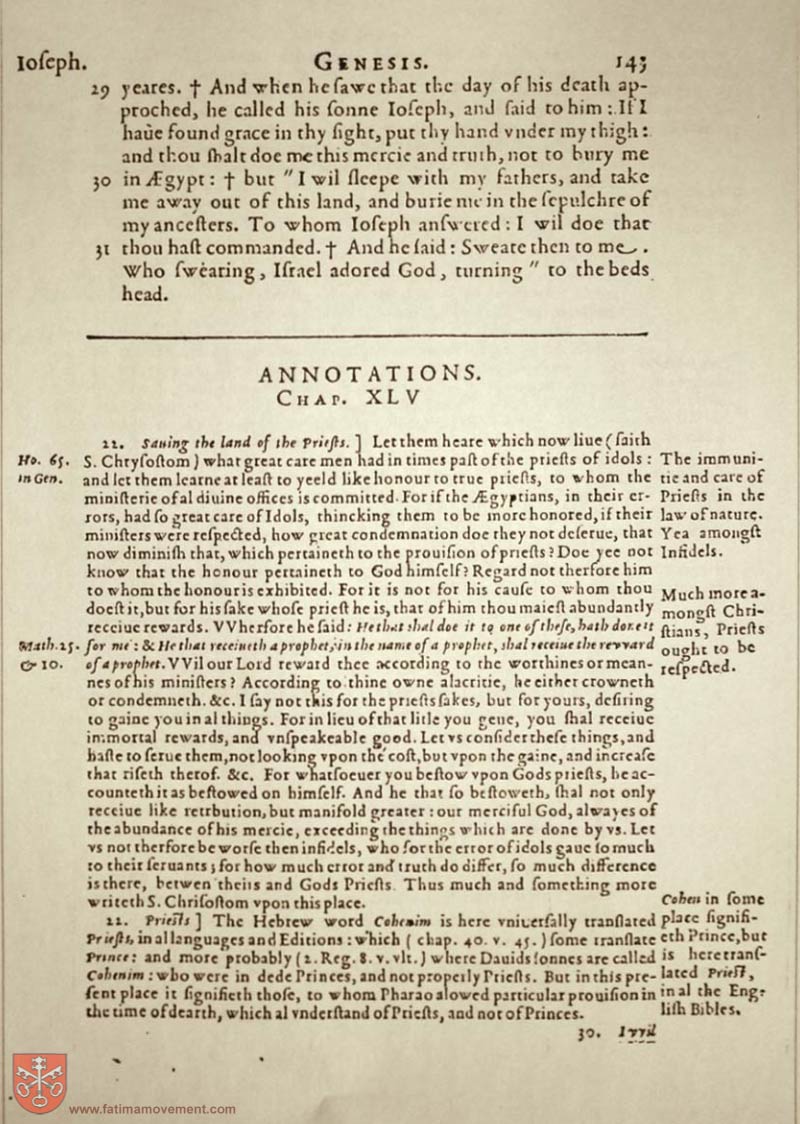 Ioſeph. GENESIS. 143
29 yeares. † And when he ſawe that the day of his death ap-
proched, he called his ſonne Ioſeph, and ſaid to him: If I
haue found grace in thy ſight, put thy hand vnder my thigh:
and thou ſhalt doe me this mercie and truth, not to bury me
30 in Ægypt: † but " I wil ſleepe with my fathers, and take
me away out of this land, and burie me in the ſepulchre of
my anceſters. To whom Ioſeph anſwered: I wil doe that
31 thou haſt commanded. † And he ſaid: Sweare then to me.
Who ſwearing, Iſrael adored God, turning " to the beds
head.
ANNOTATIONS.
CHAP. XLV
22. Sauing the land of the Prieſts.] Let them heare which now liue (ſaith
Ho. 65. in Gen.
S. Chryſoſtom) what great care men had in times paſt of the prieſts of idols:
and let them learne at leaſt to yeeld like honour to true prieſts, to whom the
miniſterie of al diuine offices is committed. For if the Ægyptians, in their er-
rors, had ſo great care of Idols, thincking them to be more honored, if their
miniſters were reſpected, how great condemnation doe they not deſerue, that
now diminiſh that, which pertaineth to the prouiſion of prieſts? Doe yee not
know that the honour pertaineth to God himſelf? Regard not therfore him
to whom the honour is exhibited. For it is not for his cauſe to whom thou
doeſt it, but for his ſake whoſe prieſt he is, that of him thou maieſt abundantly
receiue rewards. VVherfore he ſaid: He that shal doe it to one of theſe, hath done it
Math. 25. & 10.
for me: & He that receiueth a prophet, in the name of a prophet, shal receiue the revvard
of a prophet. VVil our Lord reward thee according to the worthines or mean-
nes of his miniſters? According to thine owne alacritie, he either crowneth
or condemneth. &c. I ſay not this for the prieſts ſakes, but for yours, deſiring
to gaine you in al things. For in lieu of that litle you geue, you ſhal receiue
immortal rewards, and vnſpeakeable good. Let vs conſider theſe things, and
haſte to ſerue them, not looking vpon the coſt, but vpon the gaine, and increaſe
that riſeth therof. &c. For whatſoeuer you beſtow vpon Gods prieſts, he ac-
counteth it as beſtowed on himſelf. And he that ſo beſtoweth, ſhal not only
receiue like retrbution, but manifold greater: our merciful God, alwayes of
the abundance of his mercie, exceeding the things which are done by vs. Let
vs not therfore be worſe then infidels, who for the error of idols gaue ſo much
to their ſeruants; for how much error and truth do differ, ſo much difference
is there, betwen theiis and Gods Prieſts. Thus much and ſomething more
writeth S. Chriſoſtom vpon this place.
22. Prieſts] The Hebrew word Cohenim is here vniuerſally tranſlated
Prieſts, in al languages and Editions: which (chap. 40. v. 45.) ſome tranſlate
Prince: and more probably (2. Reg. 8. v. vlt.) where Dauids ſonnes are called
Cohenim: who were in dede Princes, and not properly Prieſts. But in this pre-
ſent place it ſignifieth thoſe, to whom Pharao alowed particular prouiſion in
the time of dearth, which al vnderſtand of Prieſts, and not of Princes.
30.
The immuni-
tie and care of
Prieſts in the
law of nature.
Yea amongſt
Infidels.
Much more a-
mongſt Chri-
ſtians, Prieſts
ought to be
reſpected.
Cohen in ſome
place ſignifi-
eth Prince, but
is here tranſ-
lated Prieſt,
in al the Eng-
liſh Bibles.
www.fatimamovement.com